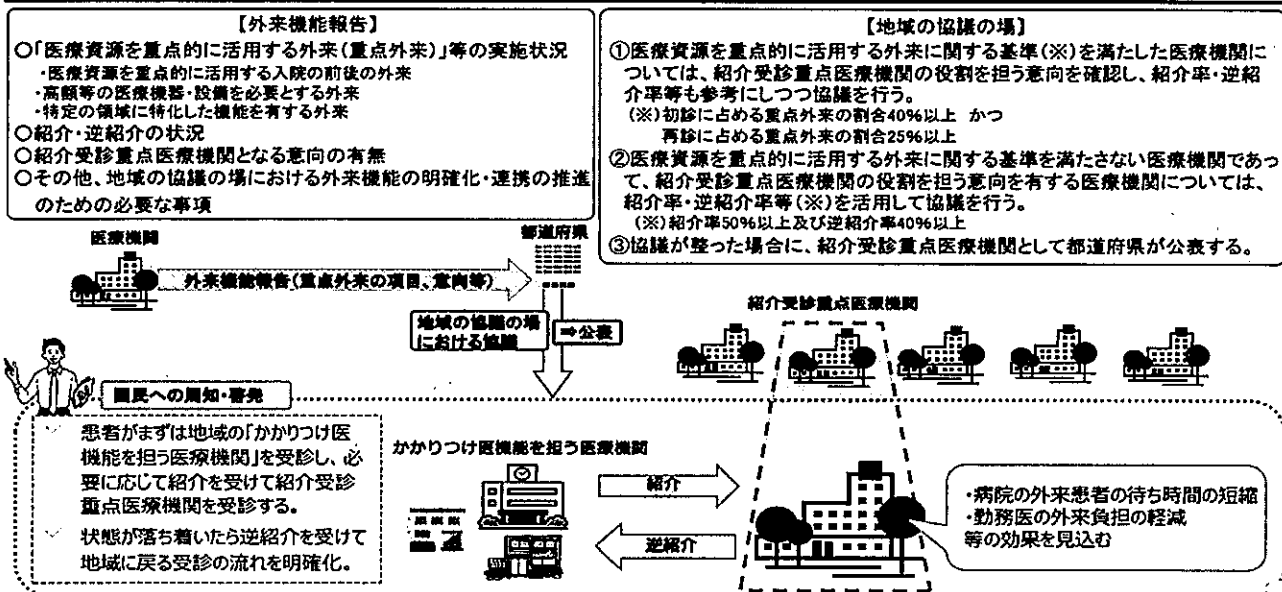 【外来機能報告】
○「医療資源を重点的に活用する外来(重点外来)」等の実施状況
・医療資源を重点的に活用する入院の前後の外来
・高額等の医療機器・設備を必要とする外来
・特定の領域に特化した機能を有する外来
○紹介・逆紹介の状況
○紹介受診重点医療機関となる意向の有無
○その他、地域の協議の場における外来機能の明確化・連携の推進
のための必要な事項
【地域の協議の場】
①医療資源を重点的に活用する外来に関する基準(※)を満たした医療機関に
ついては、紹介受診重点医療機関の役割を担う意向を確認し、紹介率・逆紹
介率等も参考にしつつ協議を行う。
(※)初診に占める重点外来の割合40%以上 かつ
再診に占める重点外来の割合25%以上
②医療資源を重点的に活用する外来に関する基準を満たさない医療機関であっ
て、紹介受診重点医療機関の役割を担う意向を有する医療機関については、
紹介率・逆紹介率等(※)を活用して協議を行う。
(※)紹介率50%以上及び逆紹介率40%以上
③協議が整った場合に、紹介受診重点医療機関として都道府県が公表する。
医療機関
都道府県
外来機能報告(重点外来の項目、意向等)
地域の協議の場
における協議
⇒公表
紹介受診重点医療機関
国民への周知・啓発
患者がまずは地域の「かかりつけ医
機能を担う医療機関」を受診し、必
要に応じて紹介を受けて紹介受診
重点医療機関を受診する。
状態が落ち着いたら逆紹介を受けて
地域に戻る受診の流れを明確化。
かかりつけ医機能を担う医療機関
紹介
逆紹介
・病院の外来患者の待ち時間の短縮
・勤務医の外来負担の軽減
等の効果を見込む